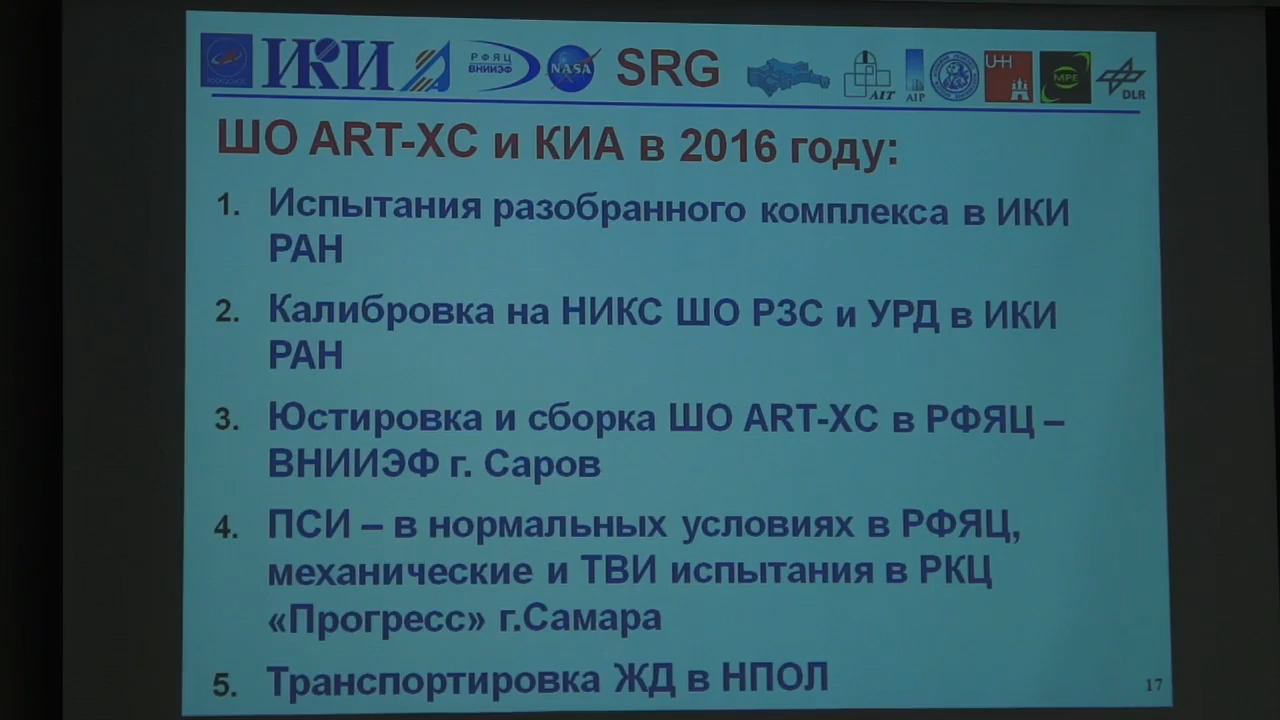 ИКИ РФЯЦ ВНИИЭФ NASA SRG AIT AIP UH MPE DLR
ШО ART-XC и КИА в 2016 году:
1. Испытания разобранного комплекса в ИКИ
РАН
2. Калибровка на НИКС ШО РЗС и УРД в ИКИ
РАН
3. Юстировка и сборка ШО ART-XC в РФЯЦ –
ВНИИЭФ г. Саров
4. ПСИ – в нормальных условиях в РФЯЦ,
механические и ТВИ испытания в РКЦ
«Прогресс» г.Самара
5. Транспортировка ЖД в НПОЛ
17